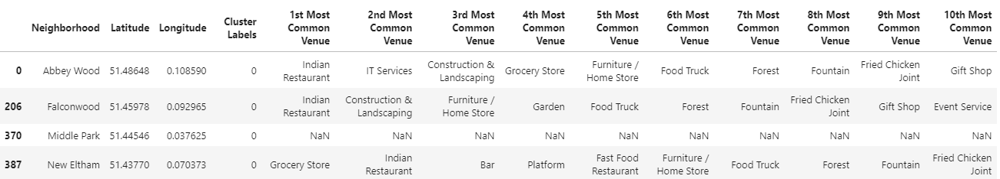 Neighborhood Latitude Longitude Cluster Labels 1st Most Common Venue 2nd Most Common Venue 3rd Most Common Venue 4th Most Common Venue 5th Most Common Venue 6th Most Common Venue 7th Most Common Venue 8th Most Common Venue 9th Most Common Venue 10th Most Common Venue
0 Abbey Wood 51.48648 0.108590 0 Indian Restaurant IT Services Construction & Landscaping Grocery Store Furniture / Home Store Food Truck Forest Fountain Fried Chicken Joint Gift Shop
206 Falconwood 51.45978 0.092965 0 Indian Restaurant Construction & Landscaping Furniture / Home Store Garden Food Truck Forest Fountain Fried Chicken Joint Gift Shop Event Service
370 Middle Park 51.44546 0.037625 0 NaN NaN NaN NaN NaN NaN NaN NaN NaN NaN
387 New Eltham 51.43770 0.070373 0 Grocery Store Indian Restaurant Bar Platform Fast Food Restaurant Furniture / Home Store Food Truck Forest Fountain Fried Chicken Joint